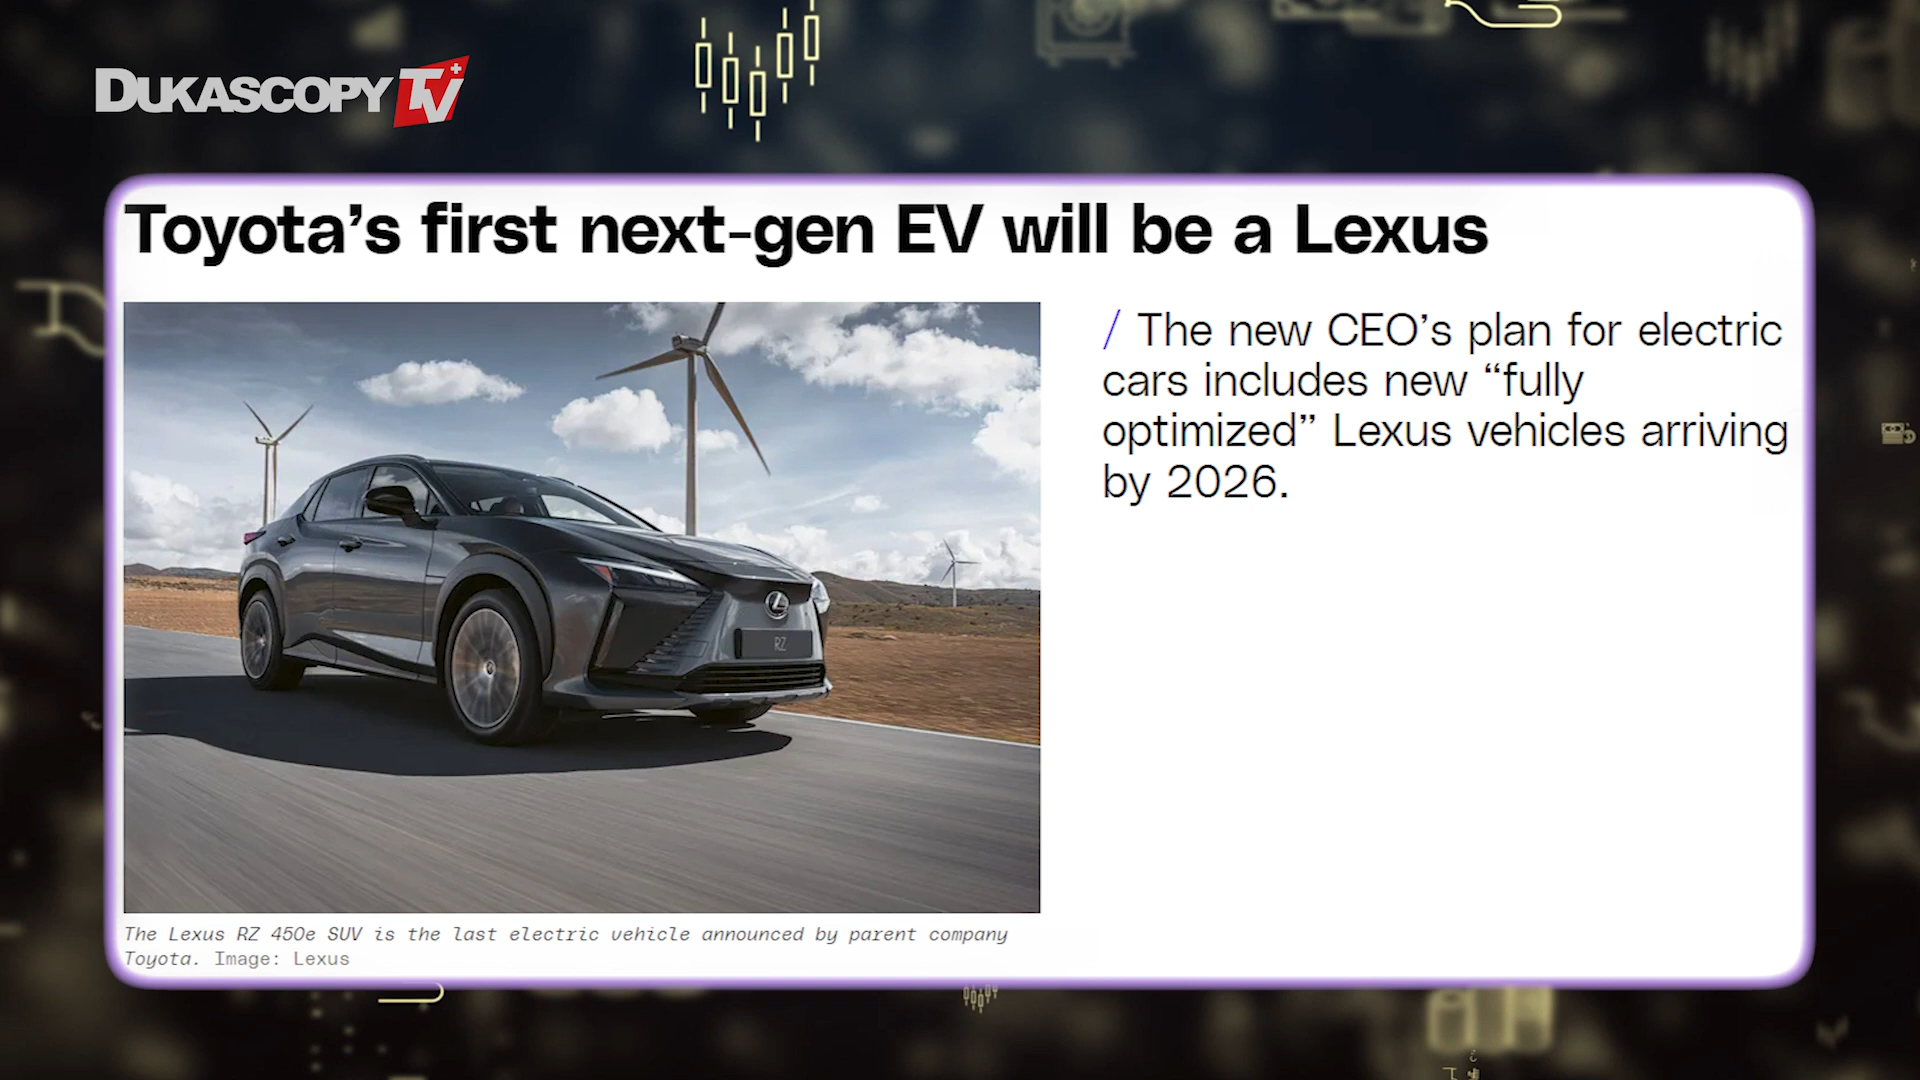 DUKASCOPY TV
Toyota’s first next-gen EV will be a Lexus
/ The new CEO’s plan for electric
cars includes new “fully
optimized” Lexus vehicles arriving
by 2026.
RZ
The Lexus RZ 450e SUV is the last electric vehicle announced by parent company
Toyota. Image: Lexus